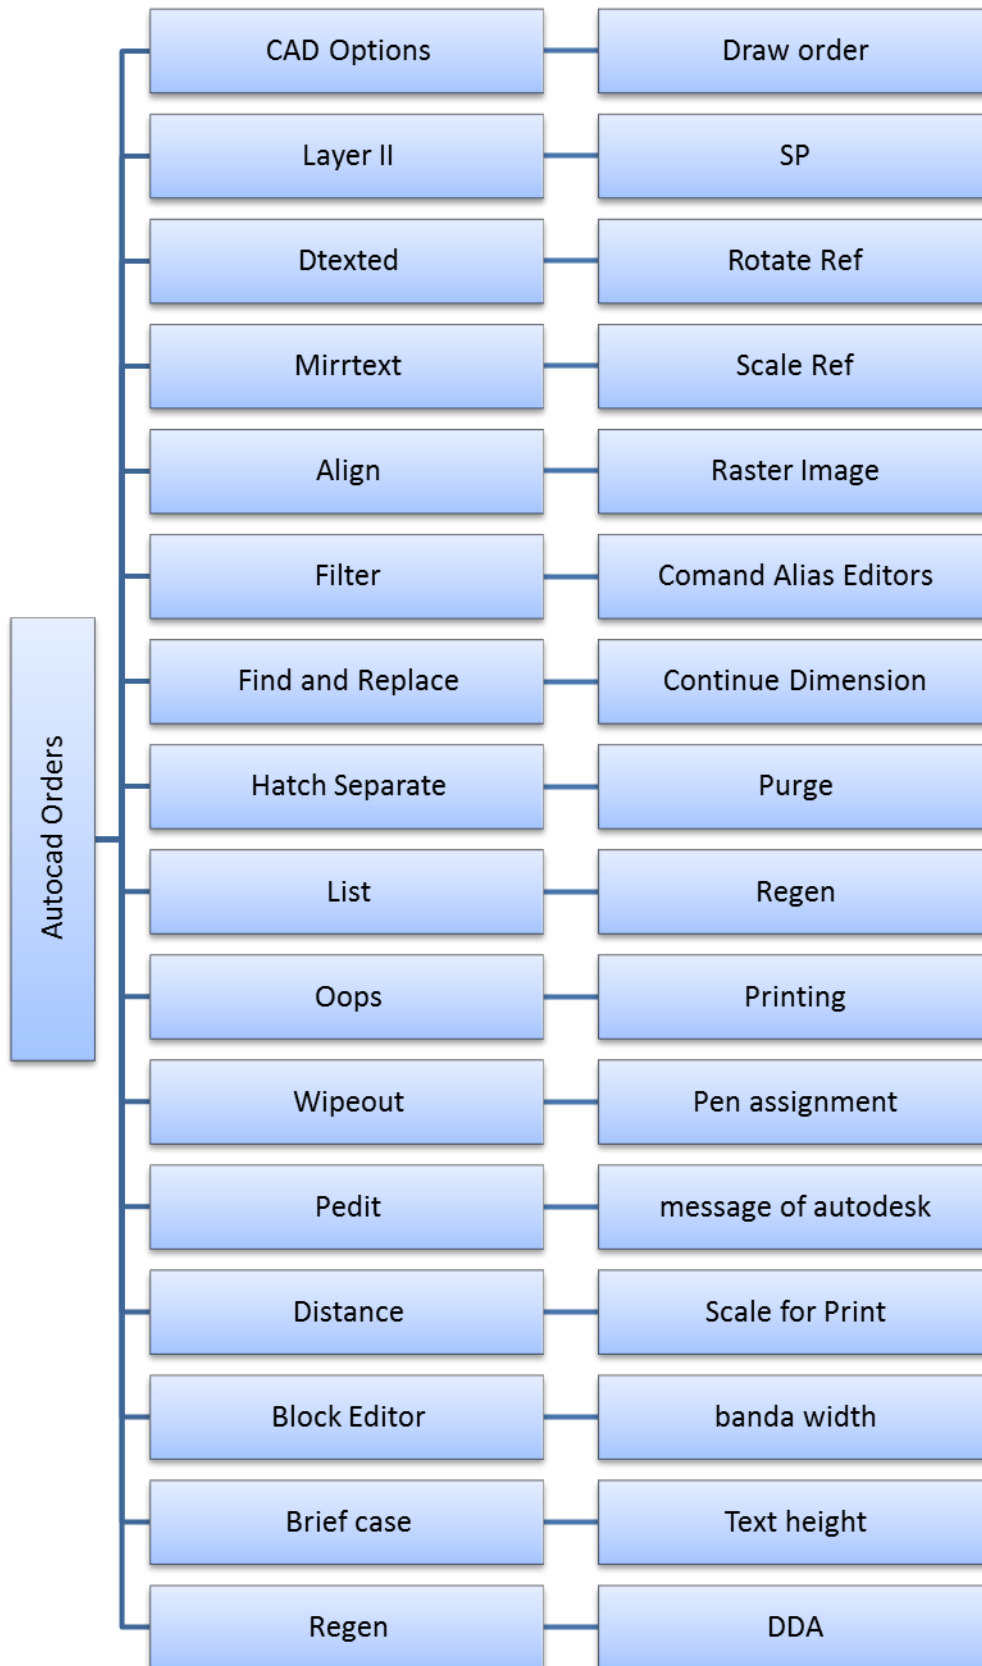 Autocad Orders
CAD Options
Draw order
Layer II
SP
Dtexted
Rotate Ref
Mirrtext
Scale Ref
Align
Raster Image
Filter
Comand Alias Editors
Find and Replace
Continue Dimension
Hatch Separate
Purge
List
Regen
Oops
Printing
Wipeout
Pen assignment
Pedit
message of autodesk
Distance
Scale for Print
Block Editor
banda width
Brief case
Text height
Regen
DDA